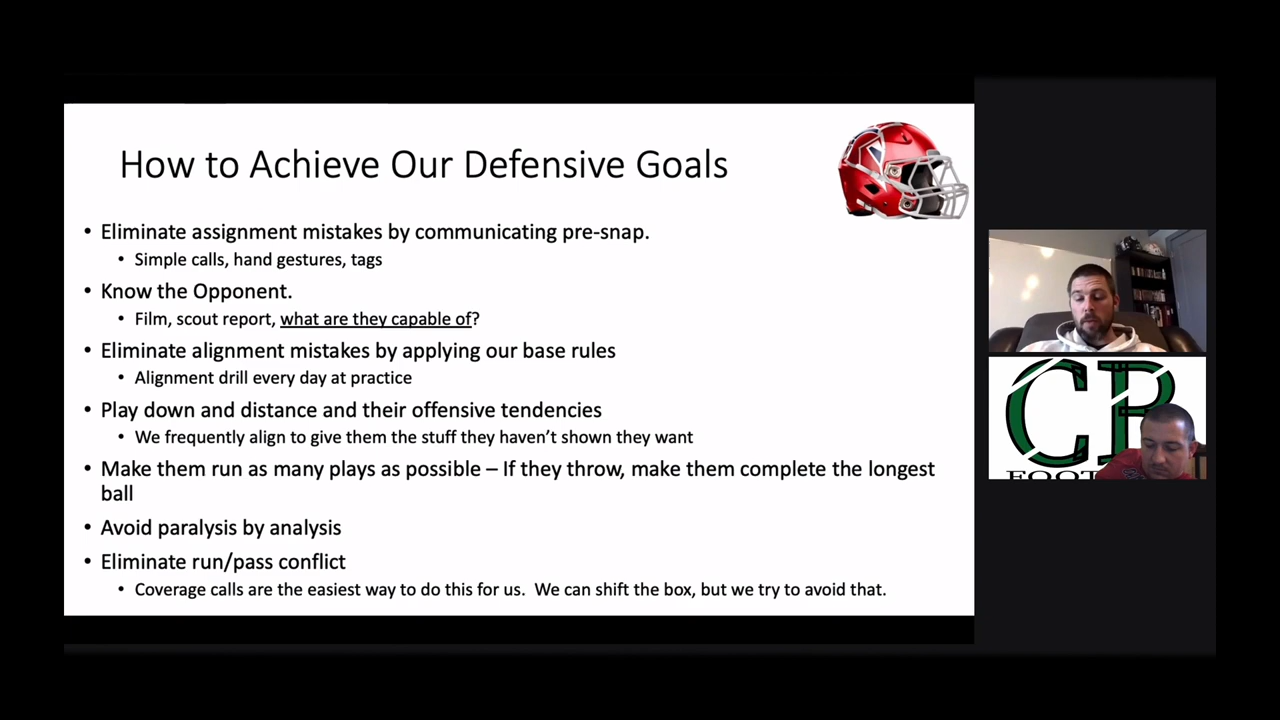 How to Achieve Our Defensive Goals
• Eliminate assignment mistakes by communicating pre-snap.
• Simple calls, hand gestures, tags
• Know the Opponent.
• Film, scout report, what are they capable of?
• Eliminate alignment mistakes by applying our base rules
• Alignment drill every day at practice
• Play down and distance and their offensive tendencies
• We frequently align to give them the stuff they haven’t shown they want
• Make them run as many plays as possible – If they throw, make them complete the longest
ball
• Avoid paralysis by analysis
• Eliminate run/pass conflict
• Coverage calls are the easiest way to do this for us.  We can shift the box, but we try to avoid that.